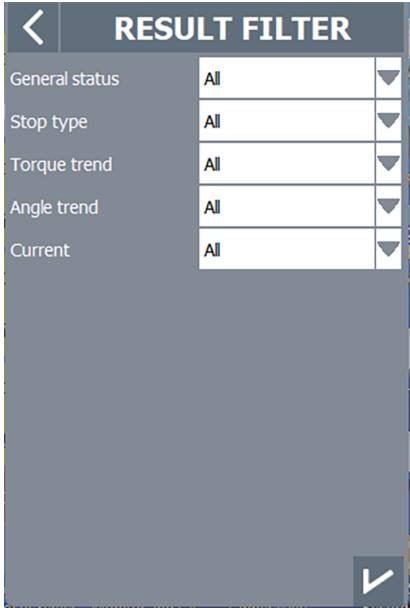 RESULT FILTER
General status All
Stop type All
Torque trend All
Angle trend All
Current All